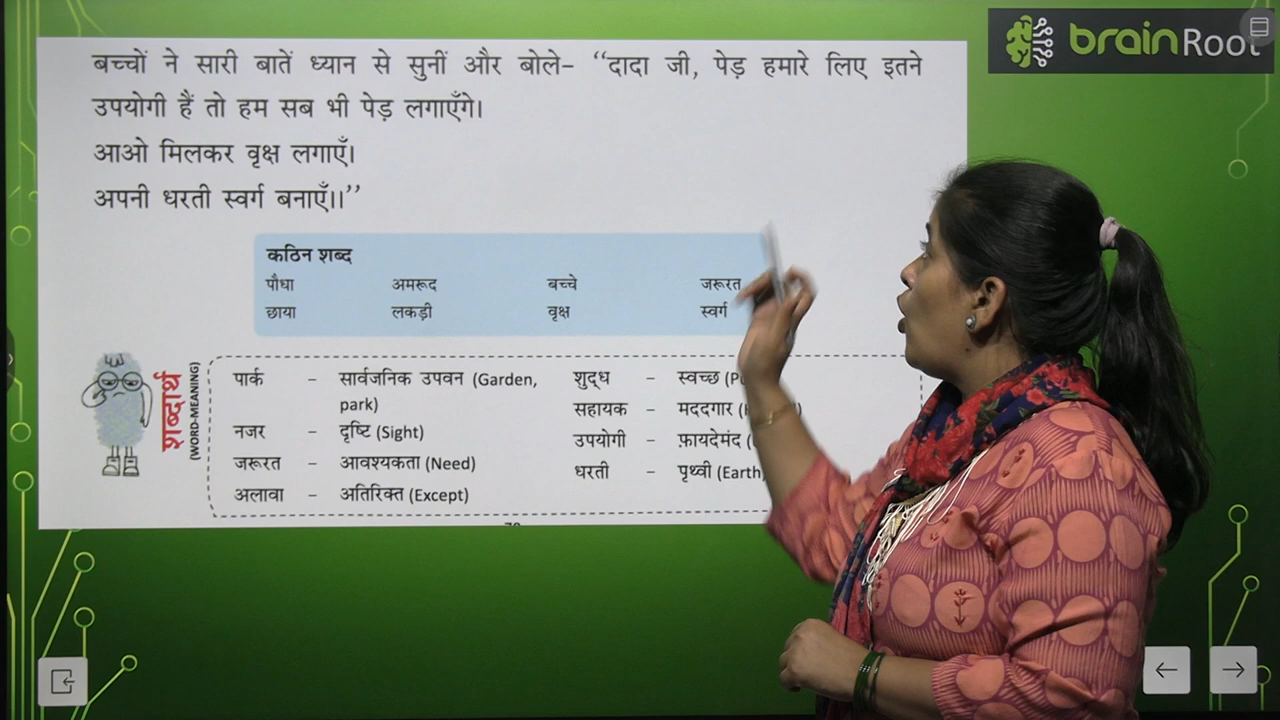 brainRoot
बच्चों ने सारी बातें ध्यान से सुनीं और बोले– ‘‘दादा जी, पेड़ हमारे लिए इतने
उपयोगी हैं तो हम सब भी पेड़ लगाएँगे।
आओ मिलकर वृक्ष लगाएँ।
अपनी धरती स्वर्ग बनाएँ।।’’
कठिन शब्द
पौधा अमरूद बच्चे जरूरत
छाया लकड़ी वृक्ष स्वर्ग
शब्दार्थ
(WORD-MEANING)
पार्क – सार्वजनिक उपवन (Garden,
park)
नजर – दृष्टि (Sight)
जरूरत – आवश्यकता (Need)
अलावा – अतिरिक्त (Except)
शुद्ध – स्वच्छ
सहायक – मददगार
उपयोगी – फ़ायदेमंद
धरती – पृथ्वी (Earth)